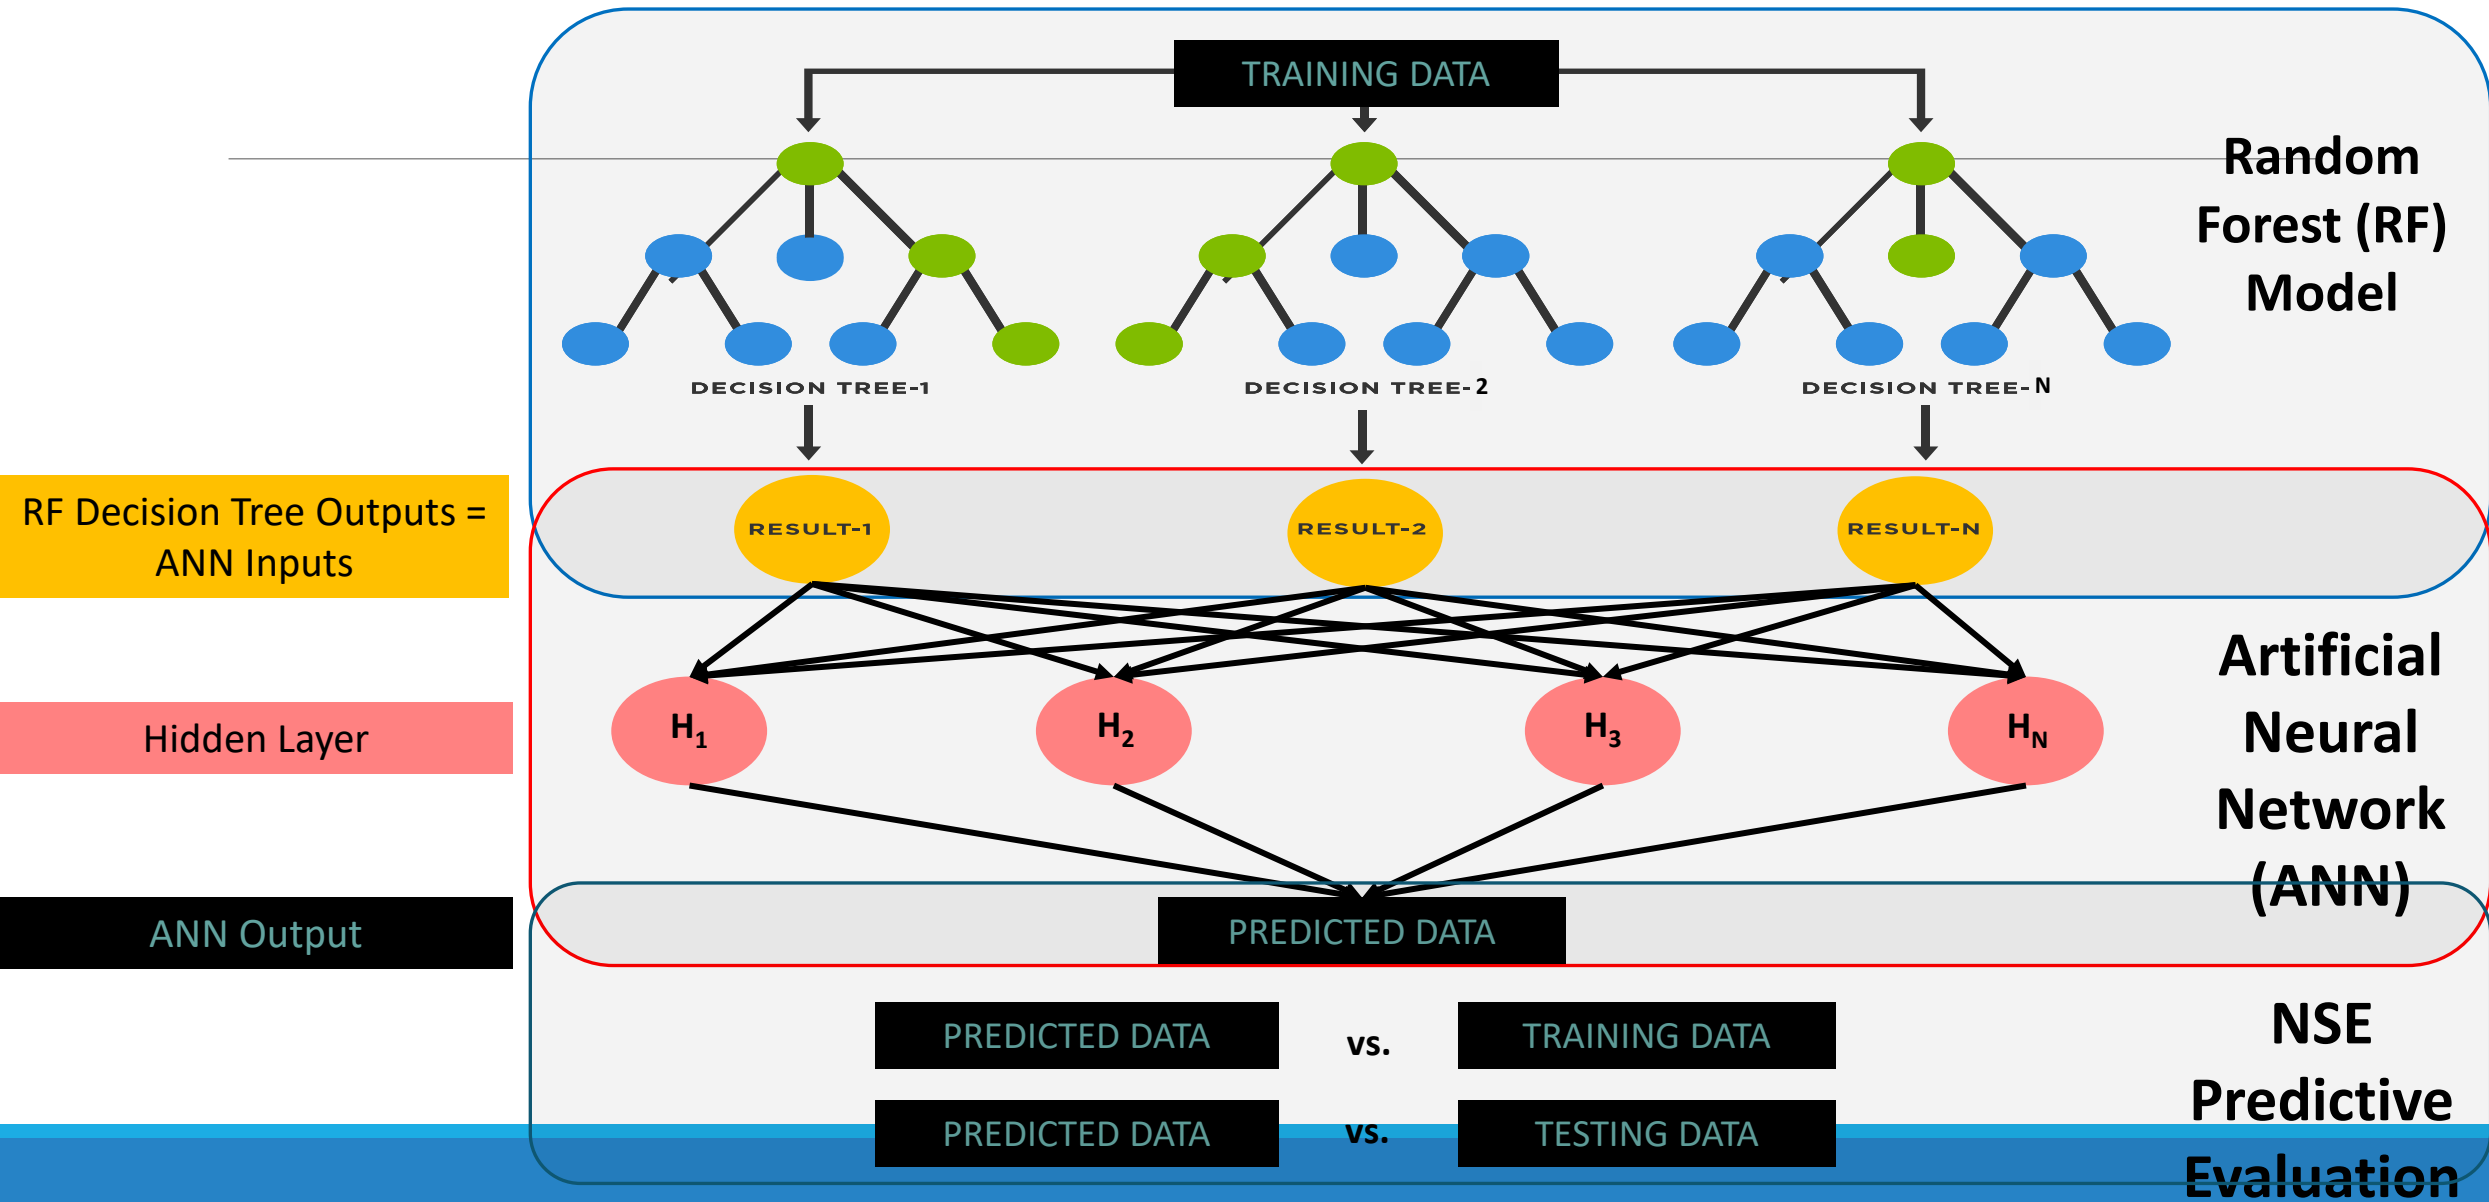 TRAINING DATA
Random
Forest (RF)
Model
DECISION TREE-1
DECISION TREE-2
DECISION TREE-N
RF Decision Tree Outputs =
ANN Inputs
RESULT-1
RESULT-2
RESULT-N
Artificial
Neural
Network
(ANN)
Hidden Layer
H1
H2
H3
HN
ANN Output
PREDICTED DATA
NSE
Predictive
Evaluation
PREDICTED DATA
vs.
TRAINING DATA
PREDICTED DATA
vs.
TESTING DATA